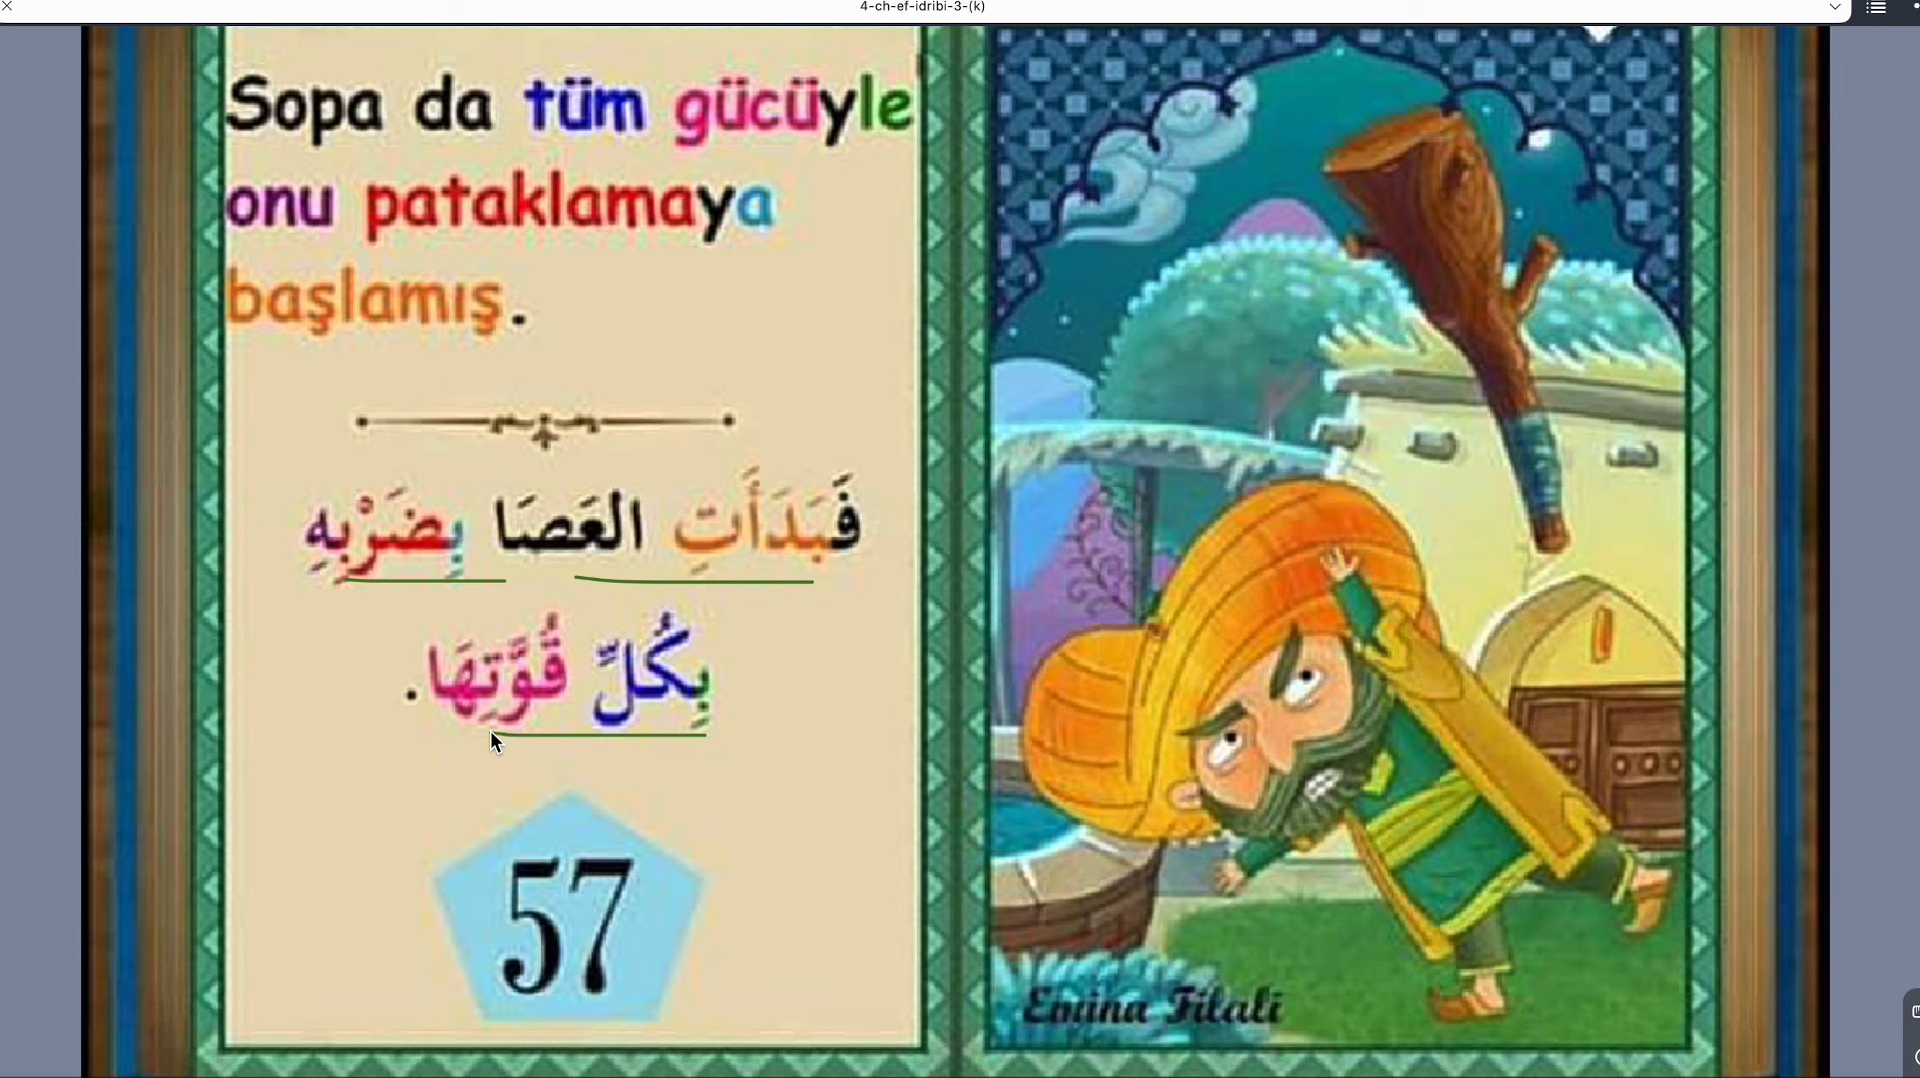 4-ch-ef-idribi-3-(k)
Sopa da tüm gücüyle
onu pataklamaya
başlamış.
فَبَدَأَتِ العَصَا بِضَرْبِهِ
بِكُلِّ قُوَّتِهَا.
57
Emina Filali